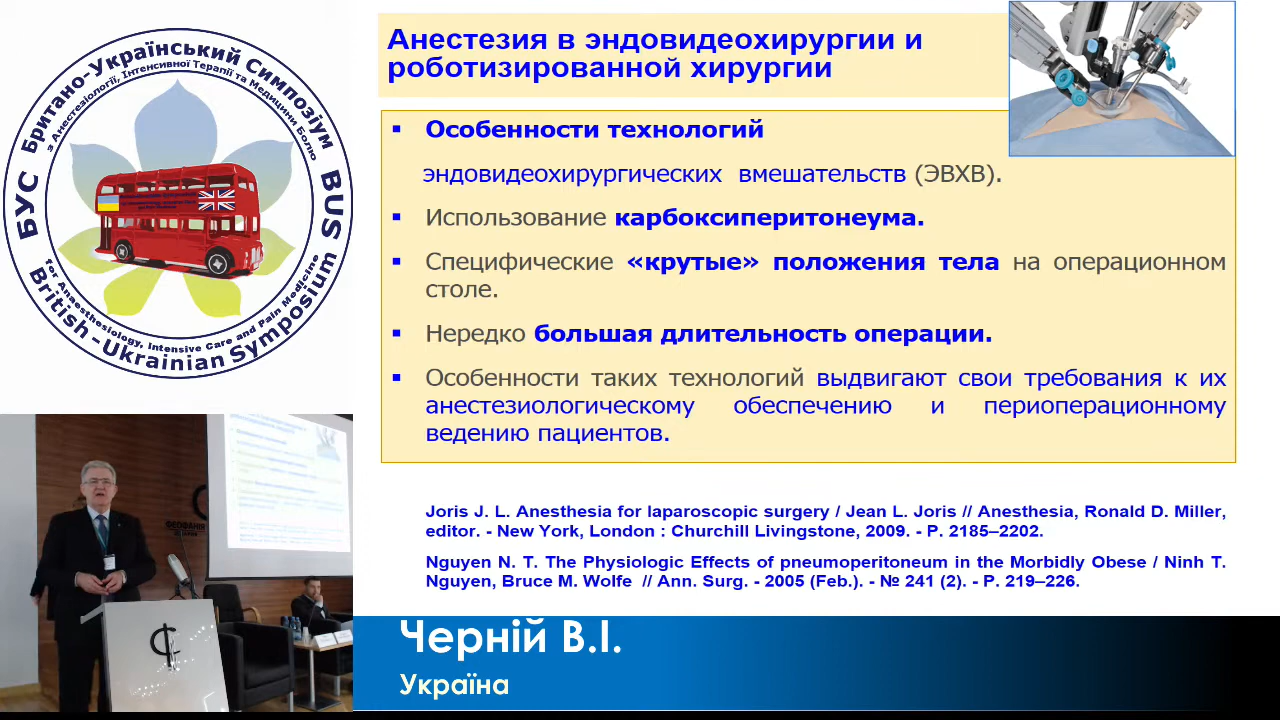 Британо-Український Симпозіум
з Анестезіології, Інтенсивної Терапії та Медицини Болю
БУС
BUS
for Anaesthesiology, Intensive Care and Pain Medicine
British -Ukrainian Symposium
Анестезия в эндовидеохирургии и
роботизированной хирургии
▪ Особенности технологий
эндовидеохирургических вмешательств (ЭВХВ).
▪ Использование карбоксиперитонеума.
▪ Специфические «крутые» положения тела на операционном
столе.
▪ Нередко большая длительность операции.
▪ Особенности таких технологий выдвигают свои требования к их
анестезиологическому обеспечению и периоперационному
ведению пациентов.
Joris J. L. Anesthesia for laparoscopic surgery / Jean L. Joris // Anesthesia, Ronald D. Miller,
editor. - New York, London : Churchill Livingstone, 2009. - P. 2185–2202.
Nguyen N. T. The Physiologic Effects of pneumoperitoneum in the Morbidly Obese / Ninh T.
Nguyen, Bruce M. Wolfe // Ann. Surg. - 2005 (Feb.). - № 241 (2). - P. 219–226.
ФЕОФАНІЯ
Черній В.І.
Україна